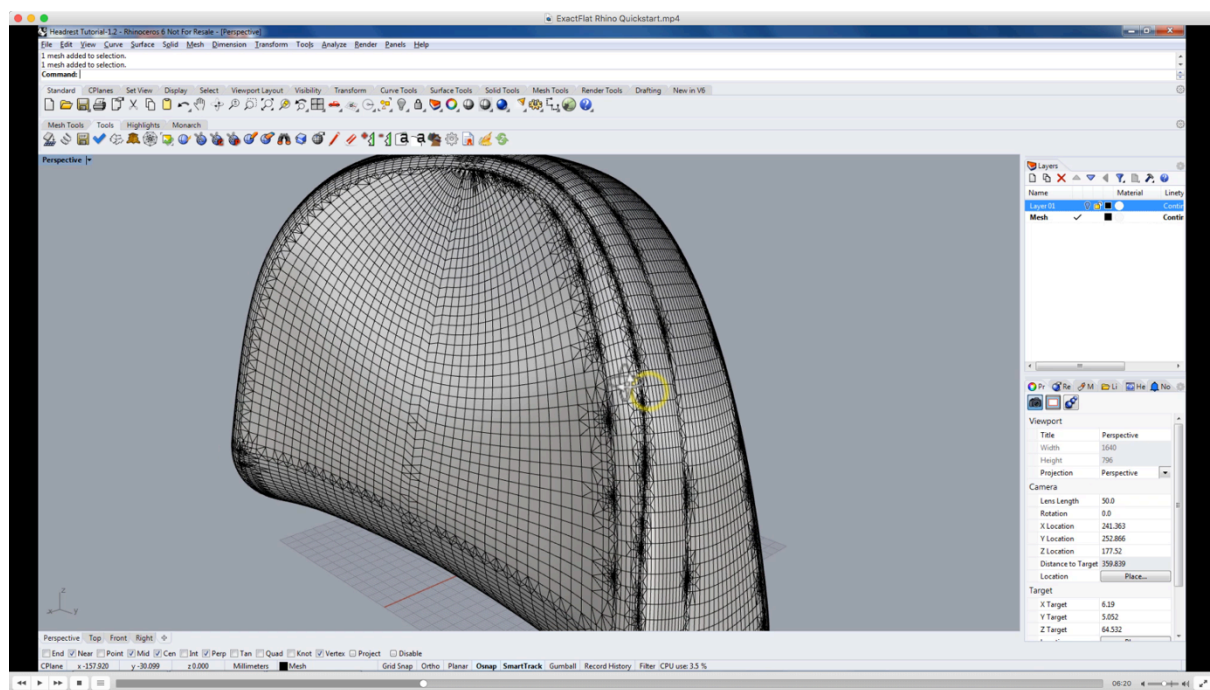 ExactFlat Rhino Quickstart.mp4
Headrest Tutorial-1.2 - Rhinoceros 6 Not For Resale - [Perspective]
File Edit View Curve Surface Solid Mesh Dimension Transform Tools Analyze Render Panels Help
1 mesh added to selection.
1 mesh added to selection.
Command:
Standard CPlanes Set View Display Select Viewport Layout Visibility Transform Curve Tools Surface Tools Solid Tools Mesh Tools Render Tools Drafting New in V6
Mesh Tools Tools Highlights Monarch
Perspective
Layers
Name Material Linety
Layer 01 Contir
Mesh Contir
Pr Re M Li He No
Viewport
Title Perspective
Width 1640
Height 796
Projection Perspective
Camera
Lens Length 50.0
Rotation 0.0
X Location 241.363
Y Location 252.866
Z Location 177.52
Distance to Target 359.839
Location Place...
Target
X Target 6.19
Y Target 5.052
Z Target 64.532
z
x y
Perspective Top Front Right
End Near Point Mid Cen Int Perp Tan Quad Knot Vertex Project Disable
CPlane x -157.920 y -30.099 z 0.000 Millimeters Mesh Grid Snap Ortho Planar Osnap SmartTrack Gumball Record History Filter CPU use: 3.5 %
06:20